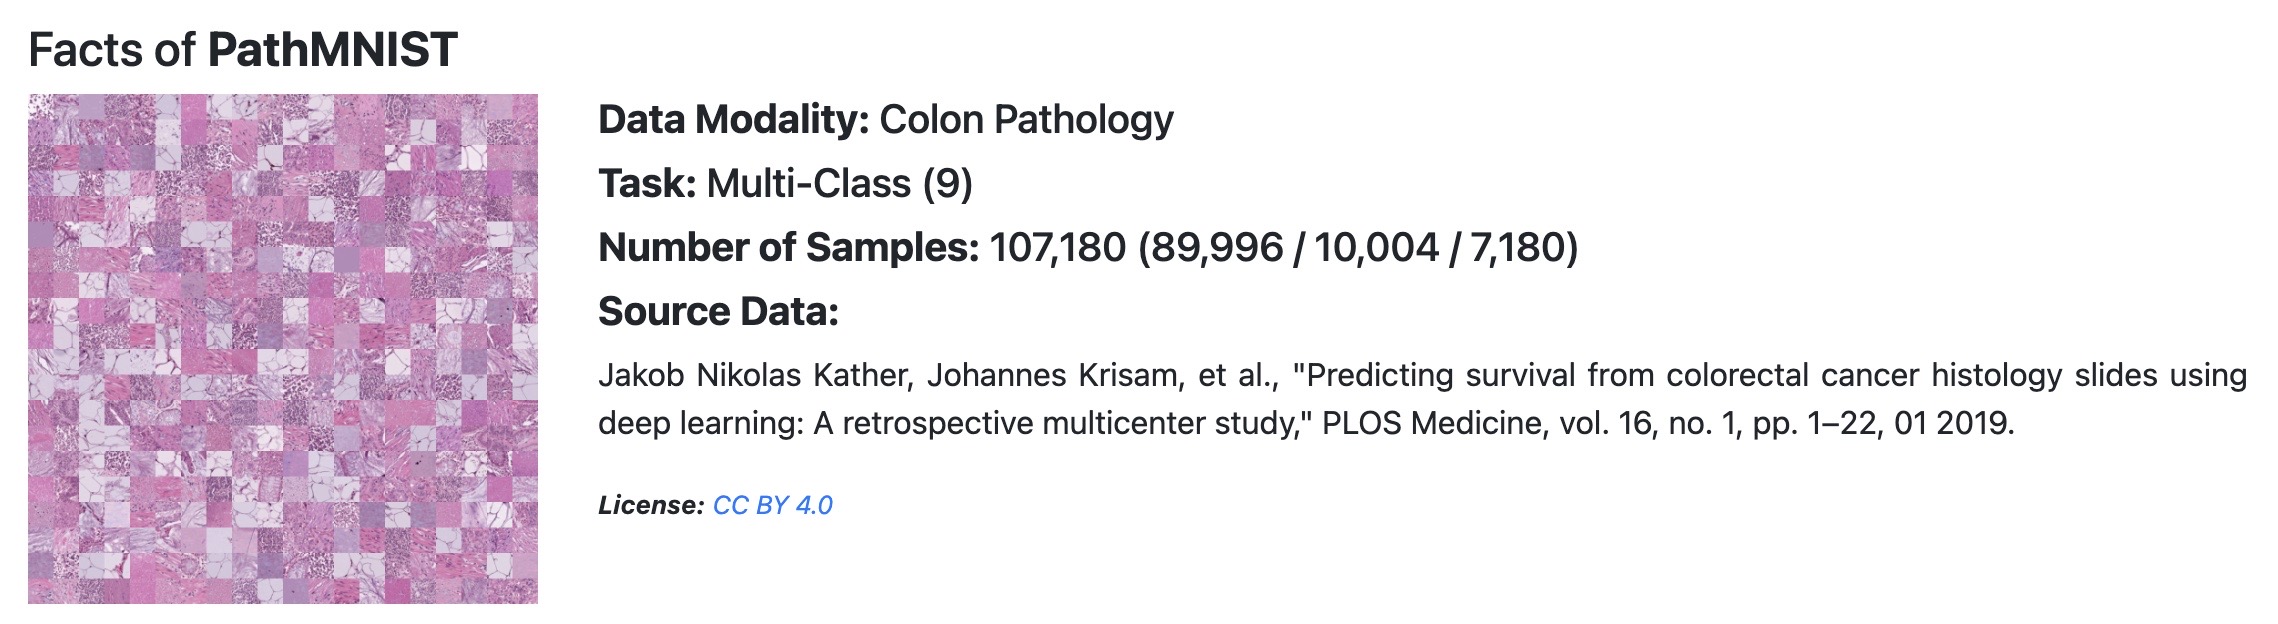 Facts of PathMNIST
Data Modality: Colon Pathology
Task: Multi-Class (9)
Number of Samples: 107,180 (89,996 / 10,004 / 7,180)
Source Data:
Jakob Nikolas Kather, Johannes Krisam, et al., "Predicting survival from colorectal cancer histology slides using
deep learning: A retrospective multicenter study," PLOS Medicine, vol. 16, no. 1, pp. 1–22, 01 2019.
License: CC BY 4.0